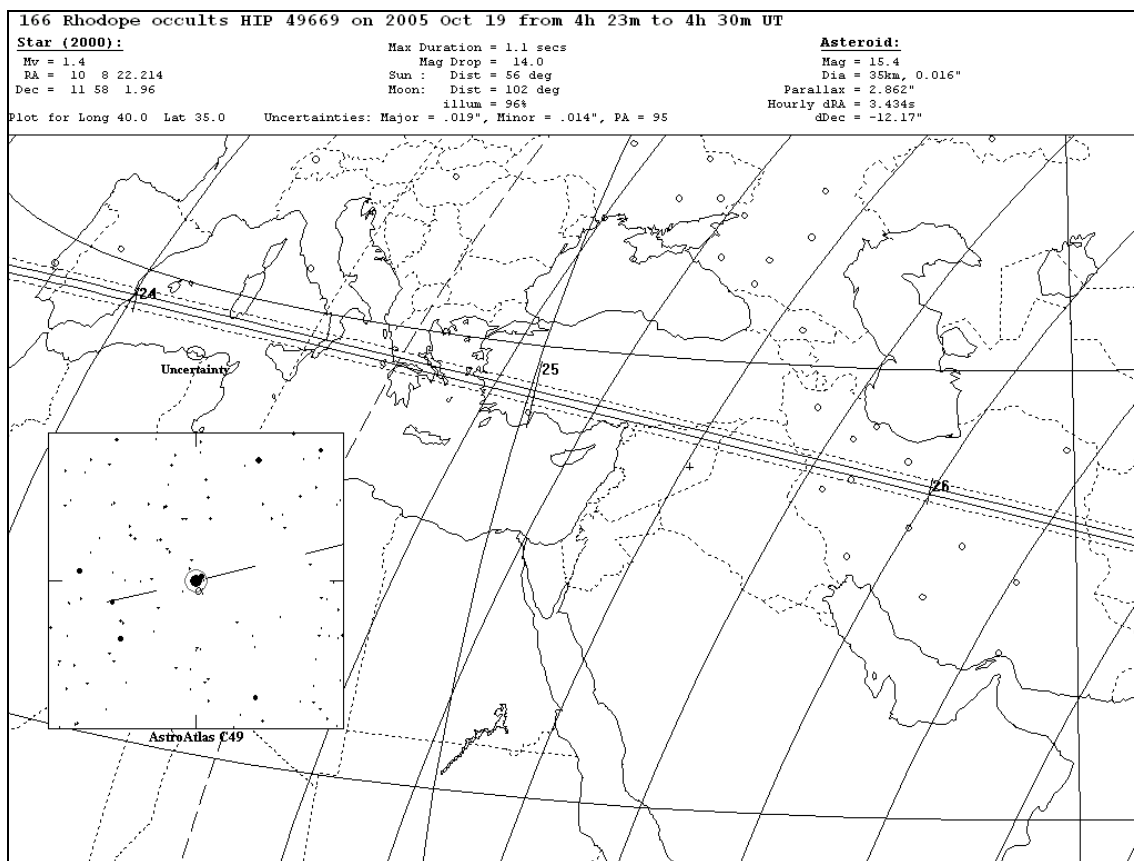 166 Rhodope occults HIP 49669 on 2005 Oct 19 from 4h 23m to 4h 30m UT
Star (2000):
Mv = 1.4
RA = 10 8 22.214
Dec = 11 58 1.96
Max Duration = 1.1 secs
Mag Drop = 14.0
Sun : Dist = 56 deg
Moon: Dist = 102 deg
illum = 96%
Asteroid:
Mag = 15.4
Dia = 35km, 0.016"
Parallax = 2.862"
Hourly dRA = 3.434s
dDec = -12.17"
Plot for Long 40.0 Lat 35.0 Uncertainties: Major = .019", Minor = .014", PA = 95
24
25
Uncertainty
26
AstroAtlas C49